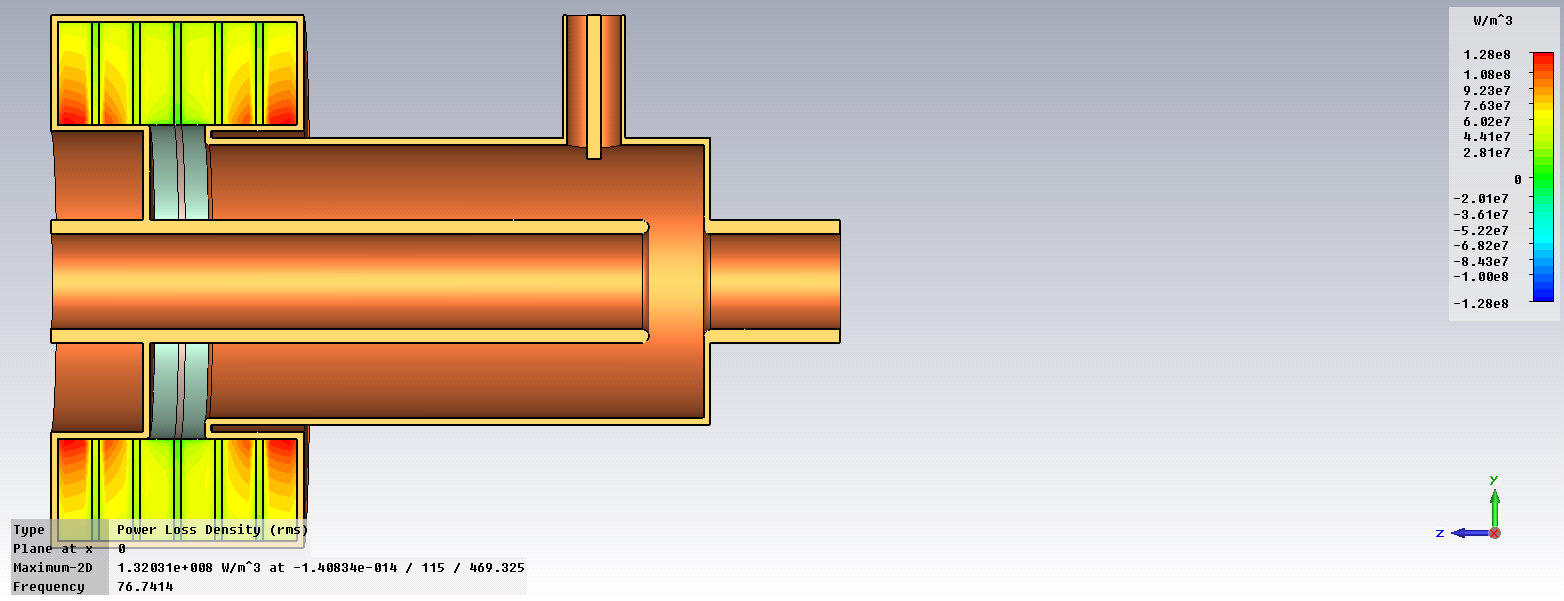 W/m^3
1.28e8
1.08e8
9.23e7
7.63e7
6.02e7
4.41e7
2.81e7
0
-2.01e7
-3.61e7
-5.22e7
-6.82e7
-8.43e7
-1.00e8
-1.28e8
y
z
x
Type Power Loss Density (rms)
Plane at x 0
Maximum-2D 1.32031e+008 W/m^3 at -1.40834e-014 / 115 / 469.325
Frequency 76.7414